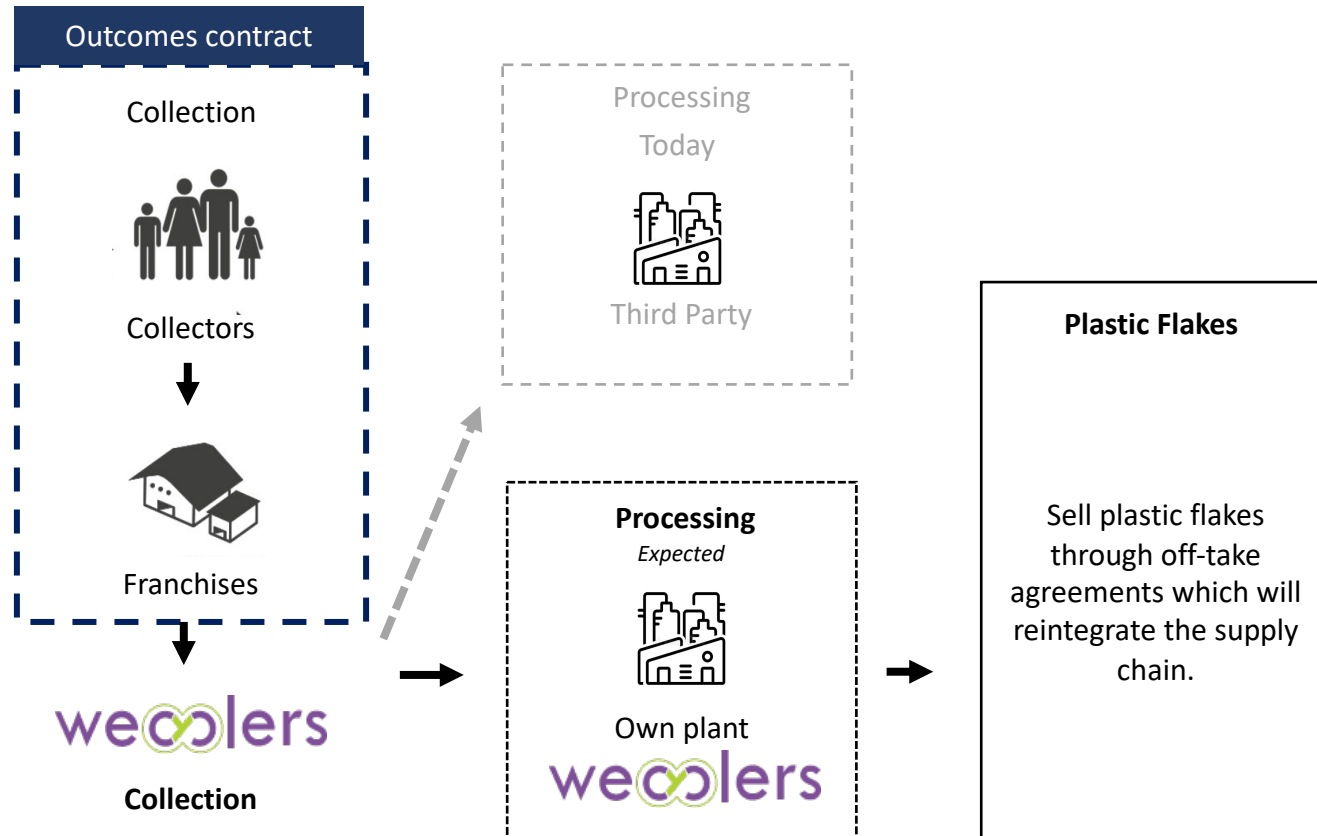 Outcomes contract
Collection
Collectors
Franchises
wecyclers
Collection
Processing
Today
Third Party
Processing
Expected
Own plant
wecyclers
Plastic Flakes
Sell plastic flakes
through off-take
agreements which will
reintegrate the supply
chain.